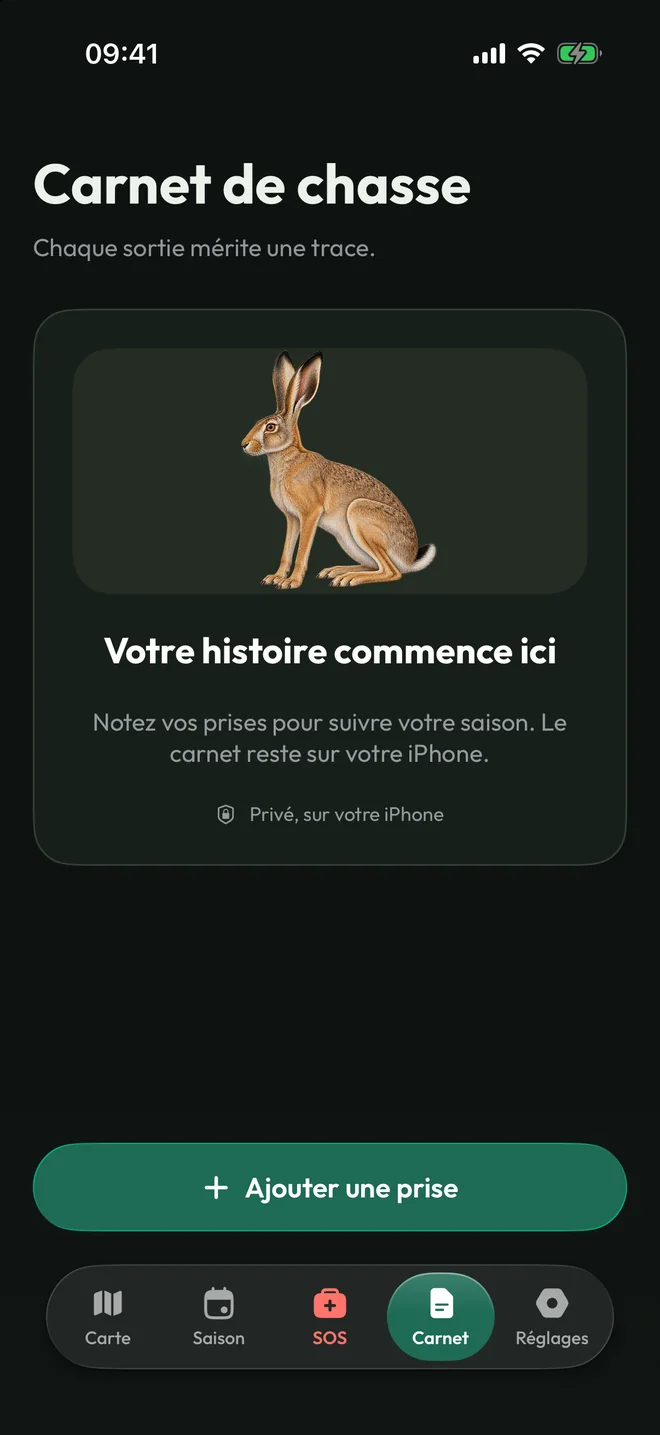 09:41
Carnet de chasse
Chaque sortie mérite une trace.
Votre histoire commence ici
Notez vos prises pour suivre votre saison. Le
carnet reste sur votre iPhone.
Privé, sur votre iPhone
Ajouter une prise
Carte
Saison
SOS
Carnet
Réglages